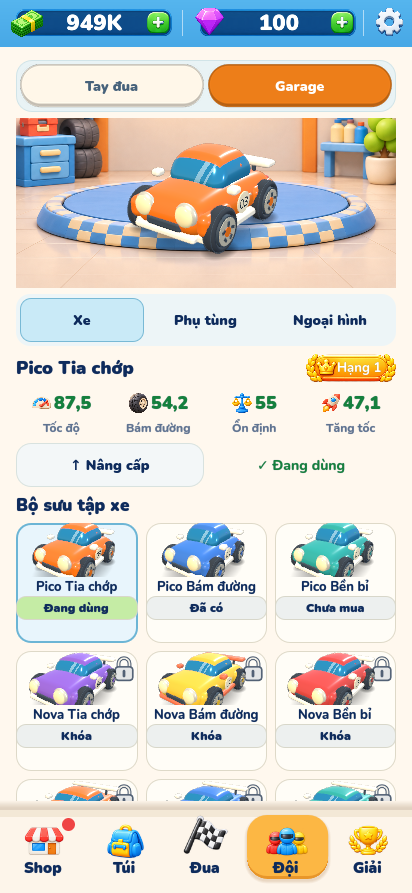 949K
100
Tay đua
Garage
03
Xe
Phụ tùng
Ngoại hình
Pico Tia chớp
Hạng 1
87,5
54,2
55
47,1
Tốc độ
Bám đường
Ổn định
Tăng tốc
↑ Nâng cấp
✓ Đang dùng
Bộ sưu tập xe
Pico Tia chớp
Pico Bám đường
Pico Bền bỉ
Đang dùng
Đã có
Chưa mua
Nova Tia chớp
Nova Bám đường
Nova Bền bỉ
Khóa
Khóa
Khóa
Shop
Túi
Đua
Đội
Giải